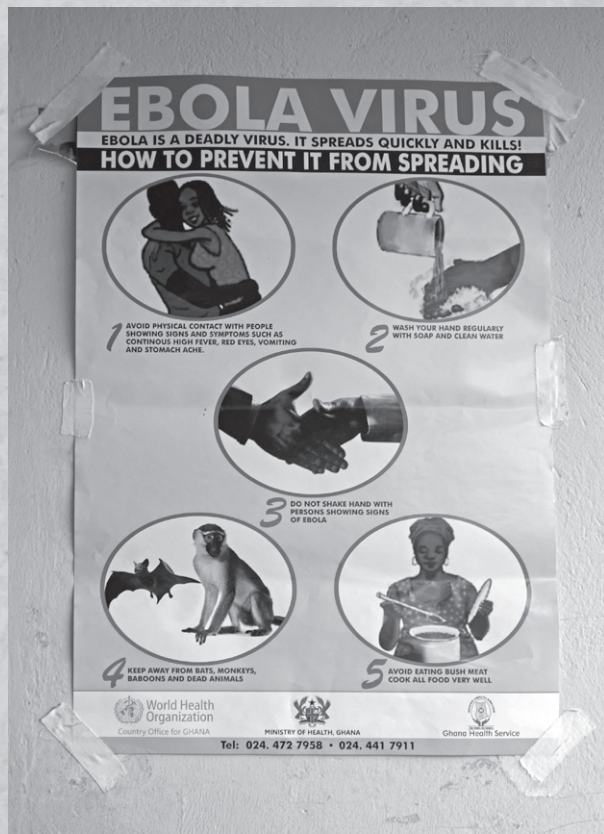 EBOLA VIRUS
EBOLA IS A DEADLY VIRUS. IT SPREADS QUICKLY AND KILLS!
HOW TO PREVENT IT FROM SPREADING
1 AVOID PHYSICAL CONTACT WITH PEOPLE
SHOWING SIGNS AND SYMPTOMS SUCH AS
CONTINOUS HIGH FEVER, RED EYES, VOMITING
AND STOMACH ACHE.
2 WASH YOUR HAND REGULARLY
WITH SOAP AND CLEAN WATER
3 DO NOT SHAKE HAND WITH
PERSONS SHOWING SIGNS
OF EBOLA
4 KEEP AWAY FROM BATS, MONKEYS,
BABOONS AND DEAD ANIMALS
5 AVOID EATING BUSH MEAT
COOK ALL FOOD VERY WELL
World Health
Organization
Country Office for GHANA
MINISTRY OF HEALTH, GHANA
Ghana Health Service
Tel: 024. 472 7958 • 024. 441 7911